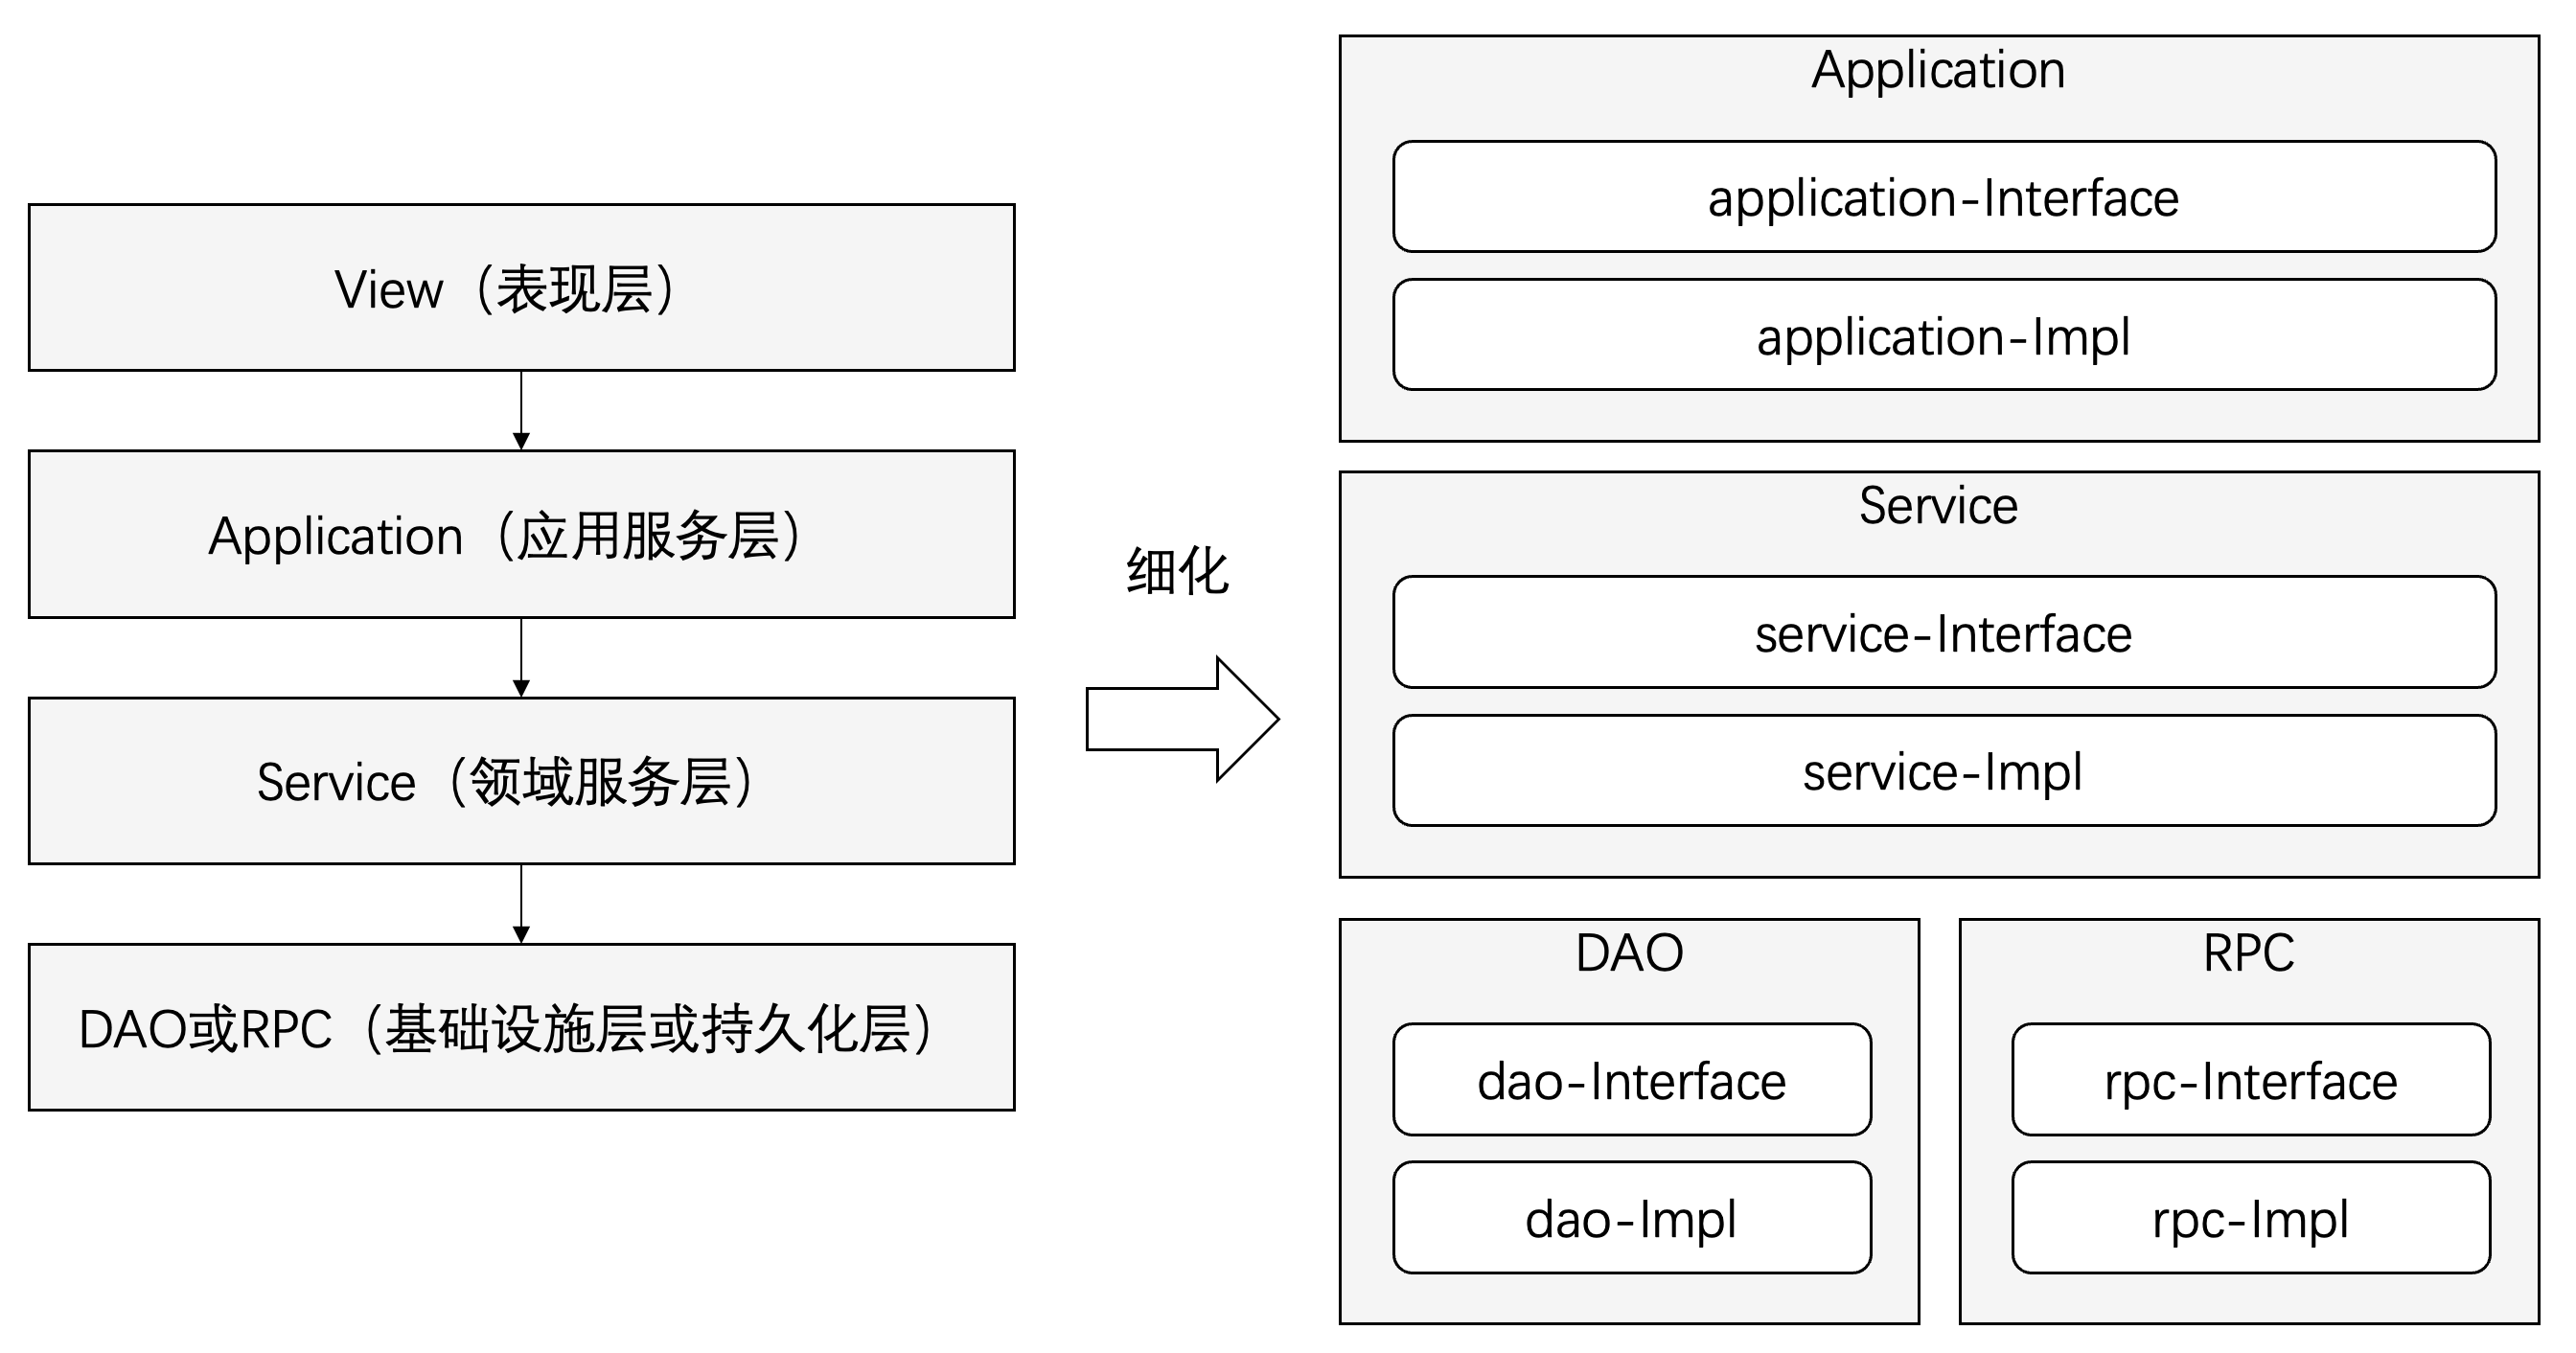 View（表现层）
Application（应用服务层）
Service（领域服务层）
DAO或RPC（基础设施层或持久化层）
细化
Application
application-Interface
application-Impl
Service
service-Interface
service-Impl
DAO
dao-Interface
dao-Impl
RPC
rpc-Interface
rpc-Impl